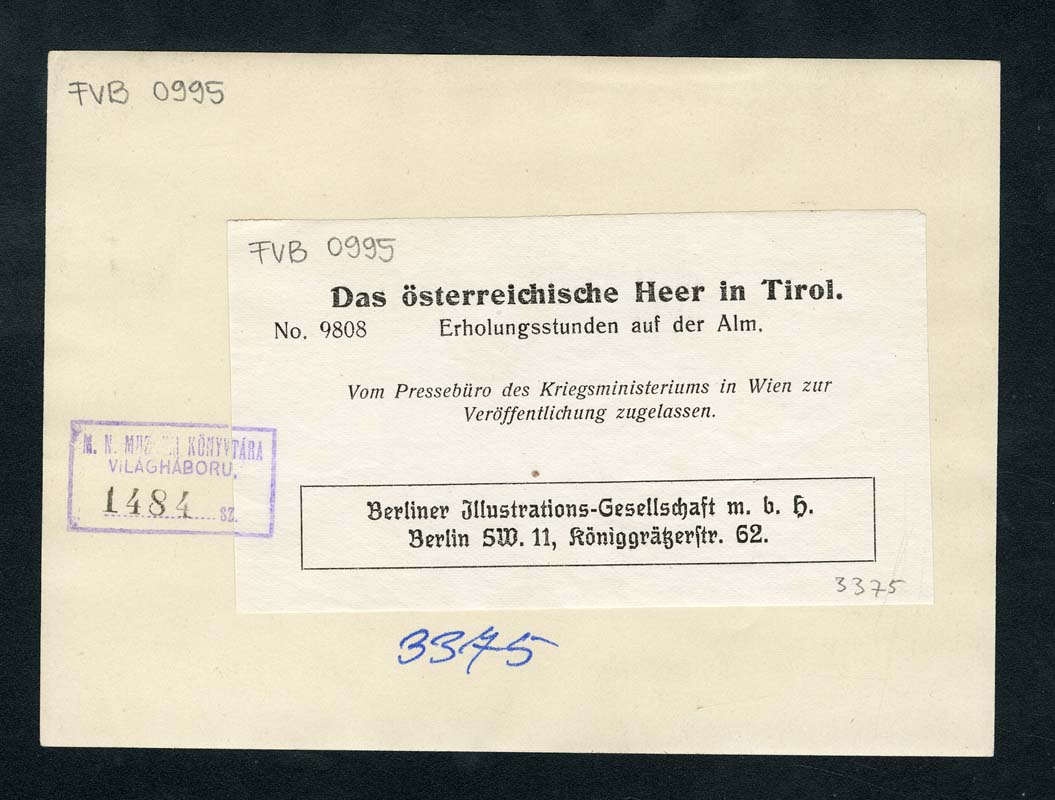 FVB 0995
FVB 0995
Das österreichische Heer in Tirol.
No. 9808 Erholungsstunden auf der Alm.
Vom Pressebüro des Kriegsministeriums in Wien zur
Veröffentlichung zugelassen.
M. N. KÖNYVTÁRA
VILÁGHÁBORU,
1484 SZ.
Berliner Illustrations-Gesellschaft m. b. H.
Berlin SW. 11, Königgrätzerstr. 62.
3375
3375